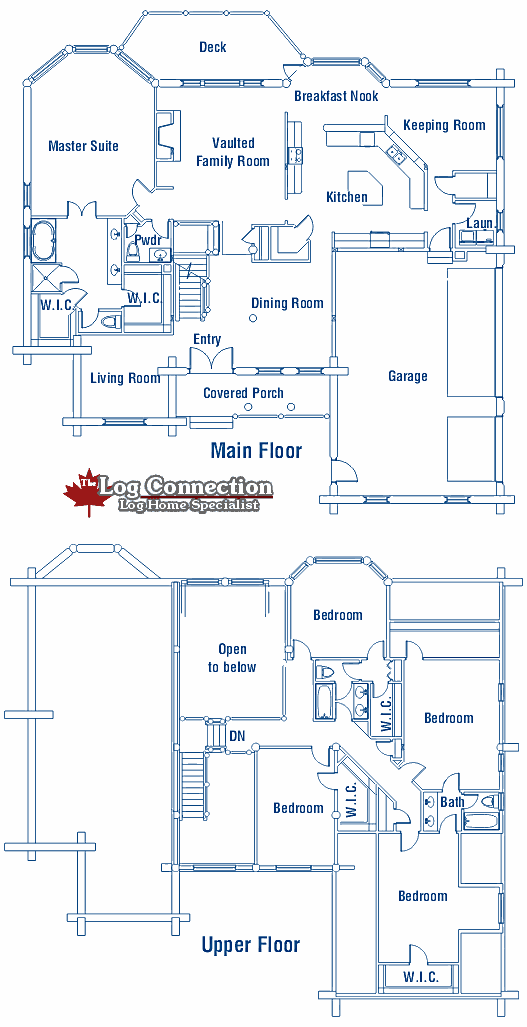 Deck
Breakfast Nook
Keeping Room
Master Suite
Vaulted
Family Room
Kitchen
Laun.
Pwdr
W.I.C.
W.I.C.
Dining Room
Entry
Living Room
Garage
Covered Porch
Main Floor
The Log Connection
Log Home Specialist
Bedroom
Open
to below
W.I.C.
Bedroom
DN
W.I.C.
Bath
Bedroom
Bedroom
Upper Floor
W.I.C.